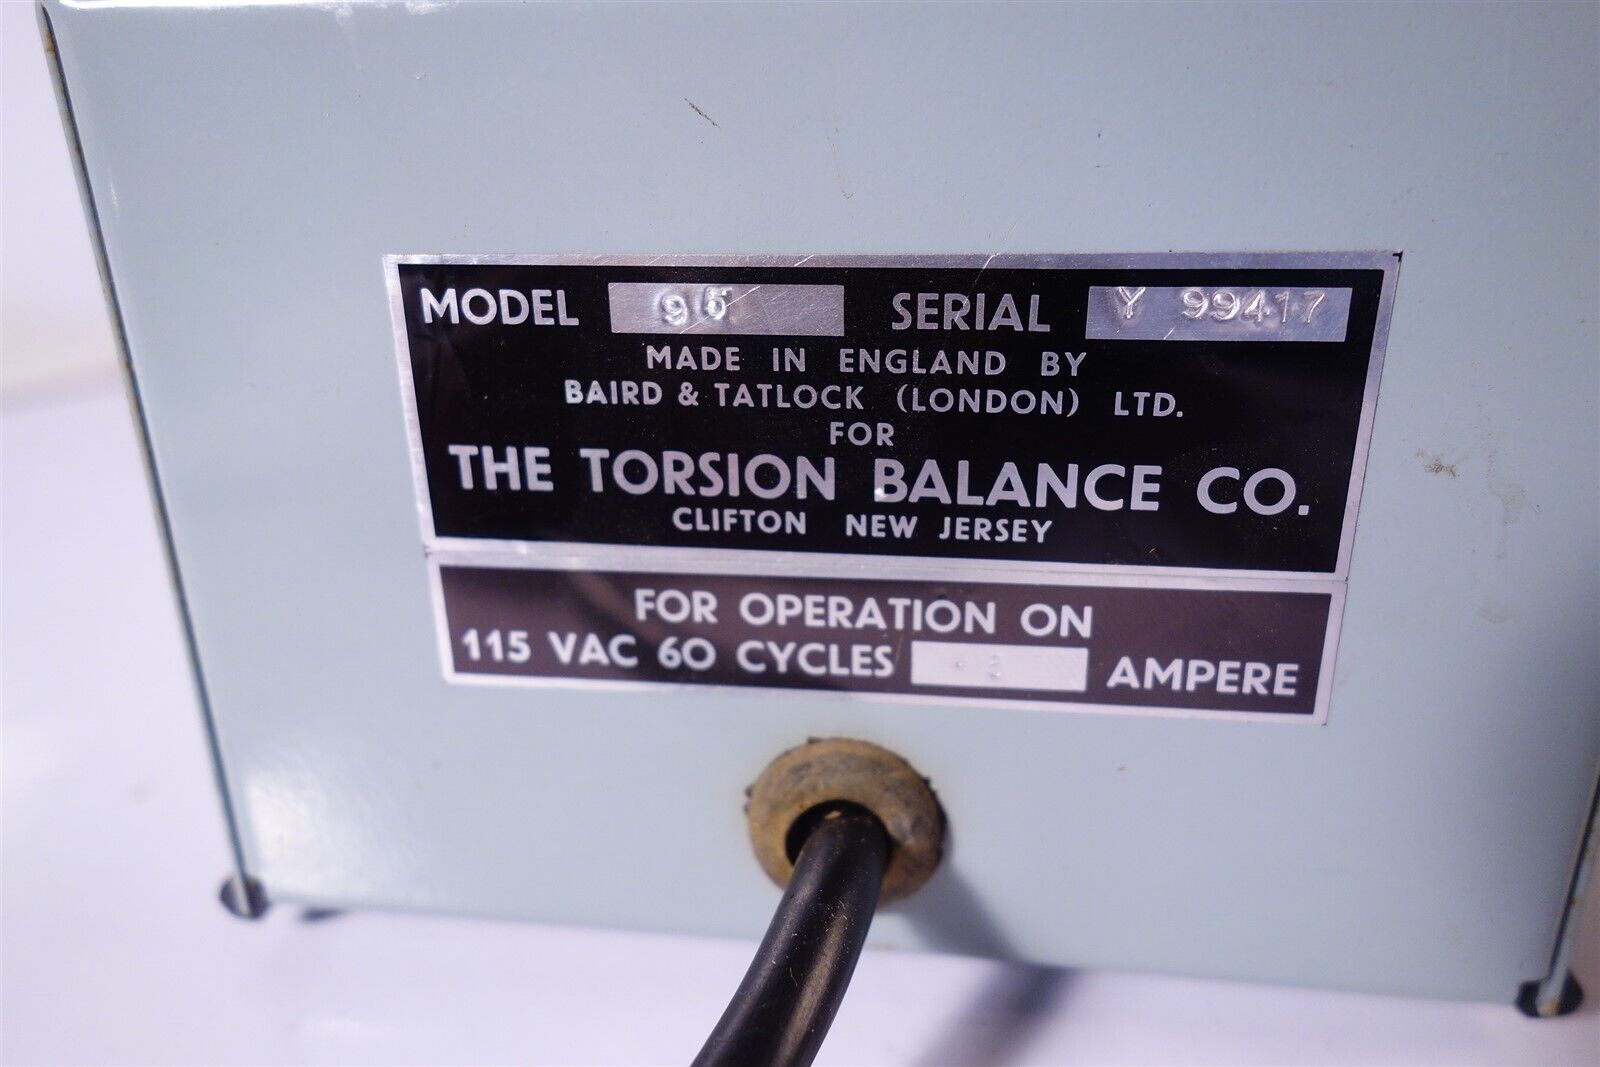 MODEL 95 SERIAL Y 99417
MADE IN ENGLAND BY
BAIRD & TATLOCK (LONDON) LTD.
FOR
THE TORSION BALANCE CO.
CLIFTON NEW JERSEY
FOR OPERATION ON
115 VAC 60 CYCLES AMPERE